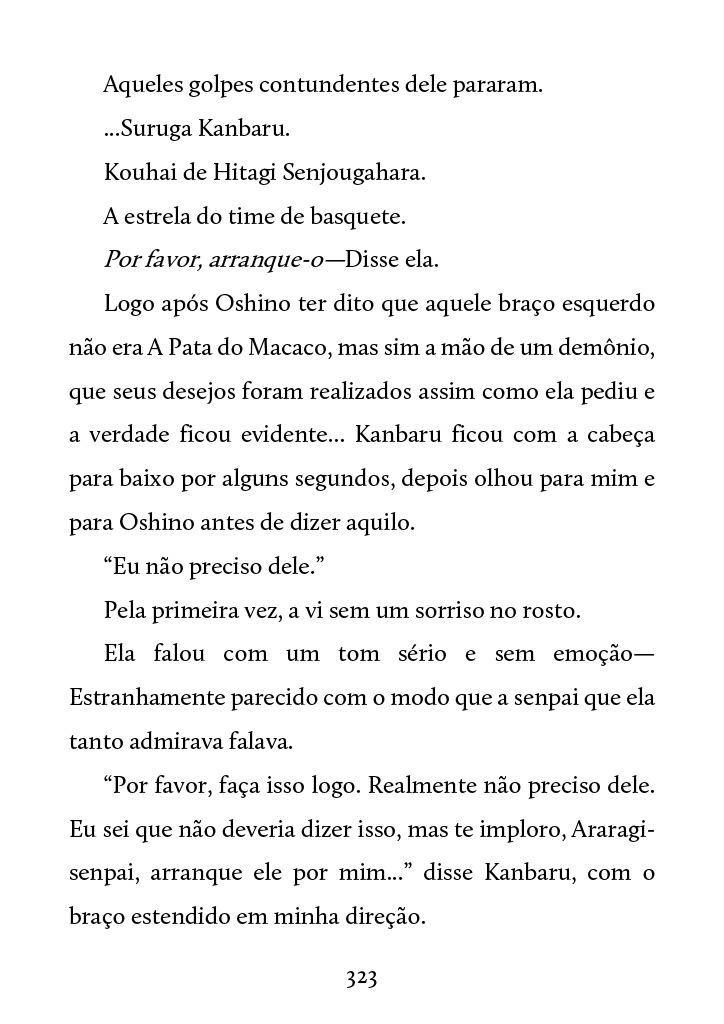 Aqueles golpes contundentes dele pararam.
...Suruga Kanbaru.
Kouhai de Hitagi Senjougahara.
A estrela do time de basquete.
Por favor, arranque-o—Disse ela.
Logo após Oshino ter dito que aquele braço esquerdo
não era A Pata do Macaco, mas sim a mão de um demônio,
que seus desejos foram realizados assim como ela pediu e
a verdade ficou evidente... Kanbaru ficou com a cabeça
para baixo por alguns segundos, depois olhou para mim e
para Oshino antes de dizer aquilo.
“Eu não preciso dele.”
Pela primeira vez, a vi sem um sorriso no rosto.
Ela falou com um tom sério e sem emoção—
Estranhamente parecido com o modo que a senpai que ela
tanto admirava falava.
“Por favor, faça isso logo. Realmente não preciso dele.
Eu sei que não deveria dizer isso, mas te imploro, Araragi-
senpai, arranque ele por mim...” disse Kanbaru, com o
braço estendido em minha direção.
323